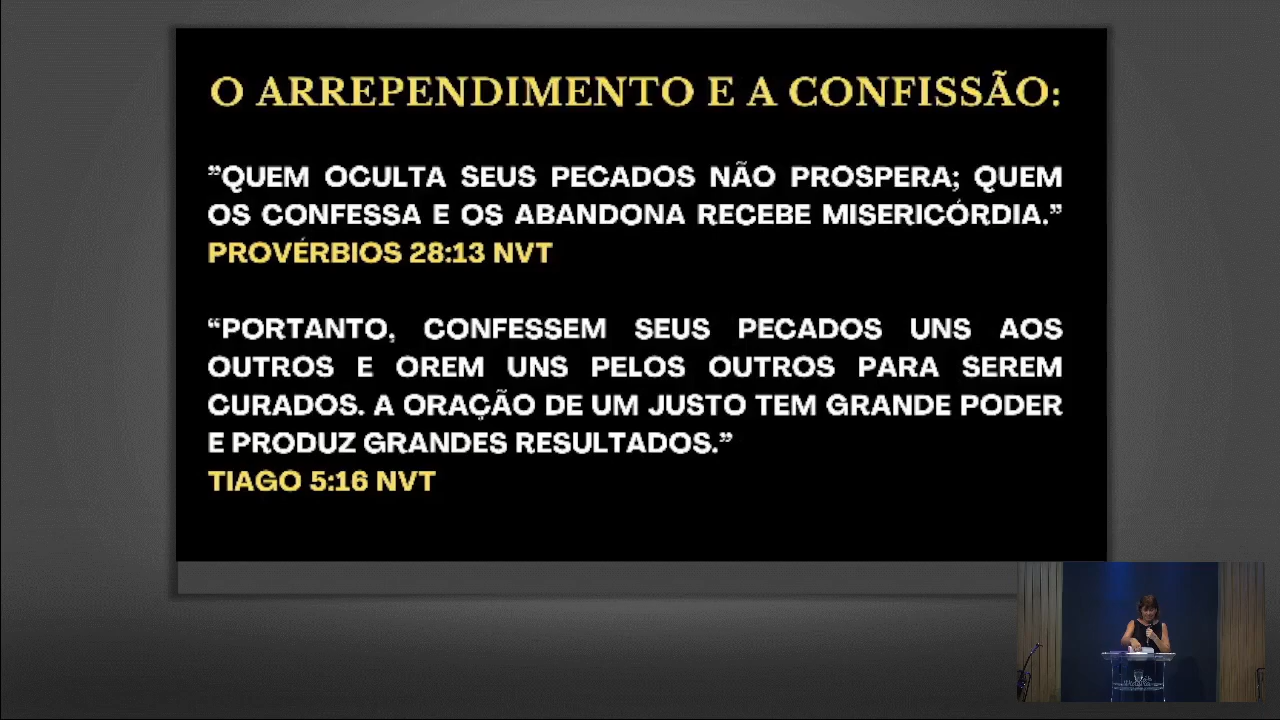 O ARREPENDIMENTO E A CONFISSÃO:
”QUEM OCULTA SEUS PECADOS NÃO PROSPERA; QUEM
OS CONFESSA E OS ABANDONA RECEBE MISERICÓRDIA.”
PROVÉRBIOS 28:13 NVT
“PORTANTO, CONFESSEM SEUS PECADOS UNS AOS
OUTROS E OREM UNS PELOS OUTROS PARA SEREM
CURADOS. A ORAÇÃO DE UM JUSTO TEM GRANDE PODER
E PRODUZ GRANDES RESULTADOS.”
TIAGO 5:16 NVT